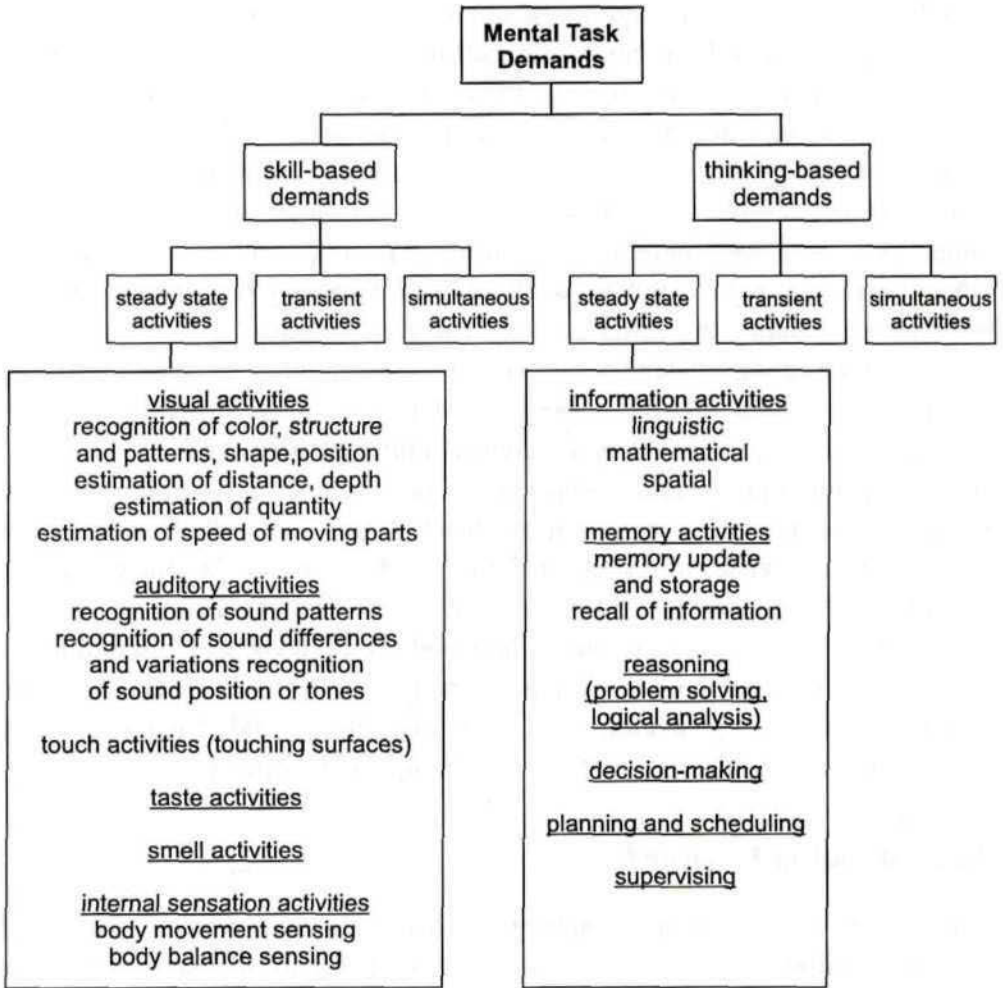 Mental Task
Demands
skill-based
demands
thinking-based
demands
steady state
activities
transient
activities
simultaneous
activities
steady state
activities
transient
activities
simultaneous
activities
visual activities
recognition of color, structure
and patterns, shape,position
estimation of distance, depth
estimation of quantity
estimation of speed of moving parts
auditory activities
recognition of sound patterns
recognition of sound differences
and variations recognition
of sound position or tones
touch activities (touching surfaces)
taste activities
smell activities
internal sensation activities
body movement sensing
body balance sensing
information activities
linguistic
mathematical
spatial
memory activities
memory update
and storage
recall of information
reasoning
(problem solving,
logical analysis)
decision-making
planning and scheduling
supervising